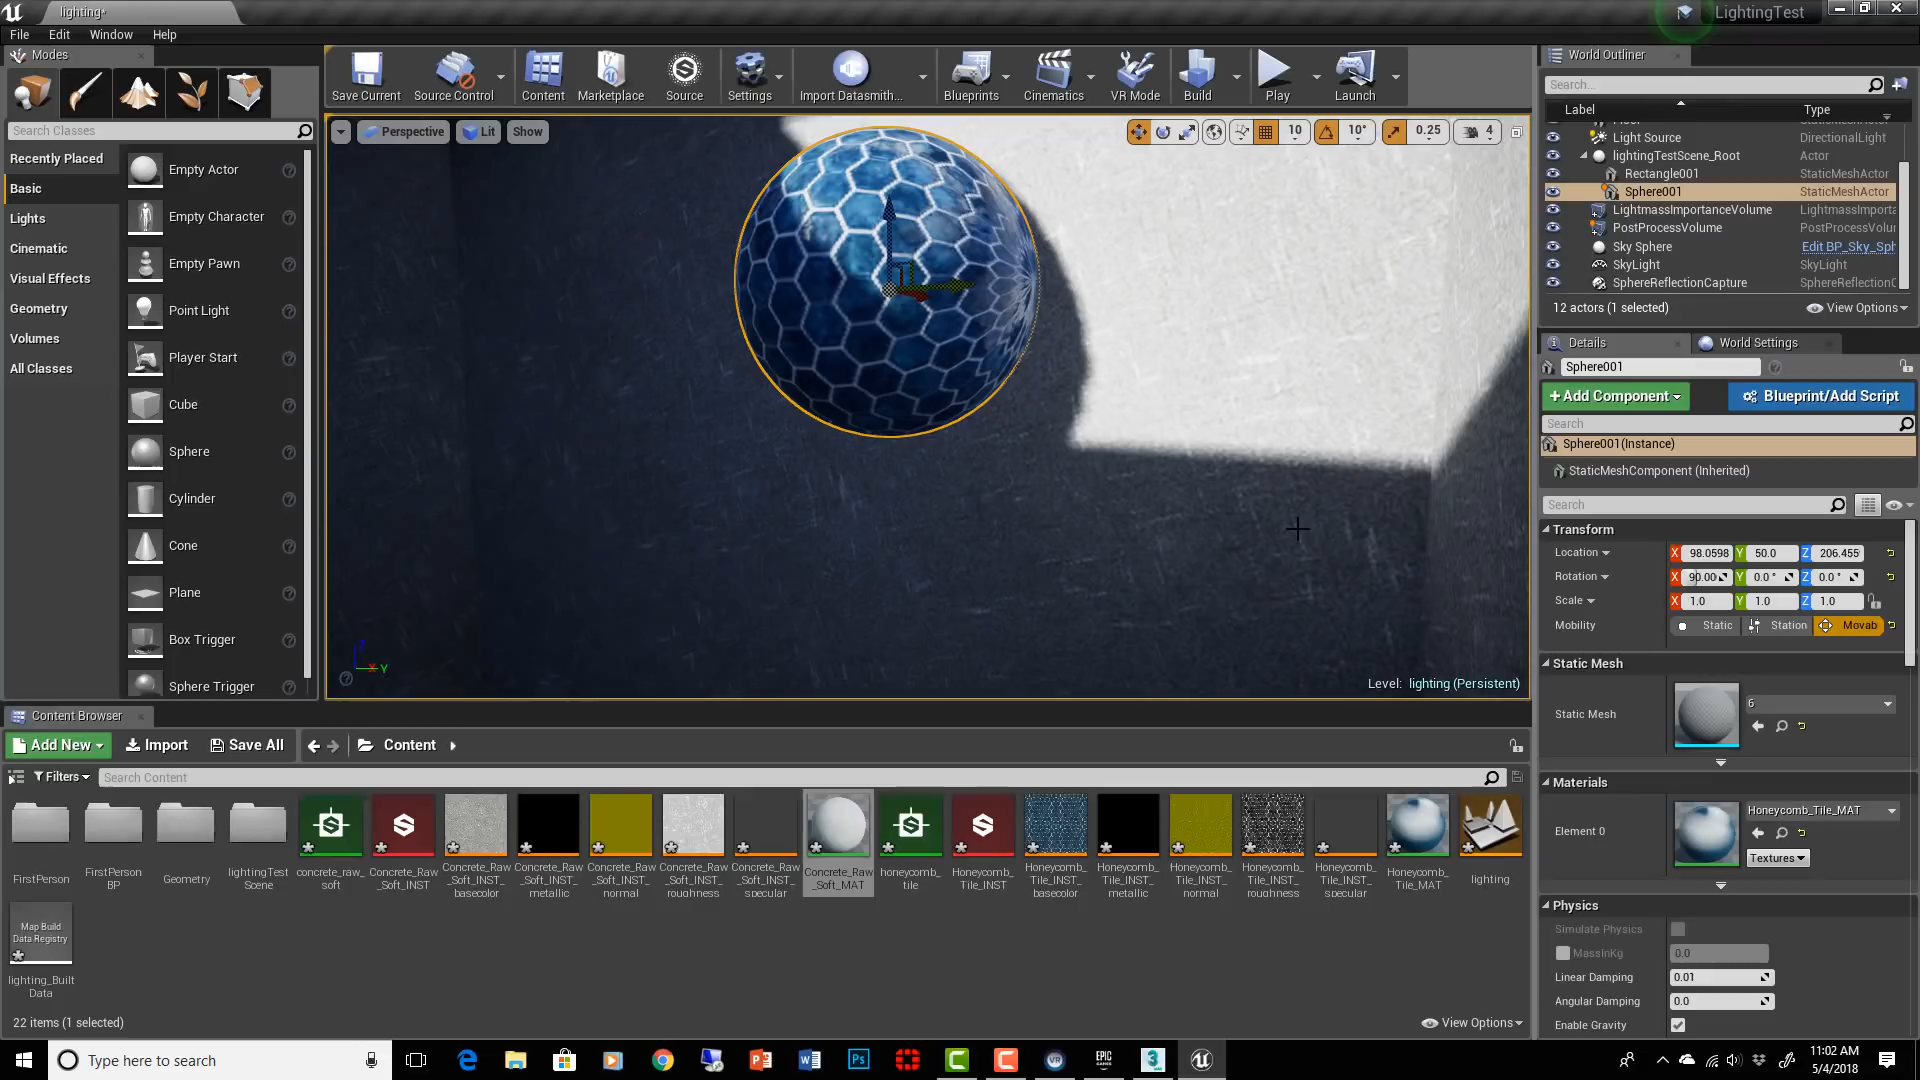 lighting*
LightingTest
File Edit Window Help
Modes
Search Classes
Recently Placed
Basic
Lights
Cinematic
Visual Effects
Geometry
Volumes
All Classes
Empty Actor
Empty Character
Empty Pawn
Point Light
Player Start
Cube
Sphere
Cylinder
Cone
Plane
Box Trigger
Sphere Trigger
Save Current
Source Control
Content
Marketplace
Source
Settings
Import Datasmith...
Blueprints
Cinematics
VR Mode
Build
Play
Launch
Perspective Lit Show
10 10° 0.25 4
Z
X Y
Level: lighting (Persistent)
World Outliner
Search...
Label Type
Light Source DirectionalLight
lightingTestScene_Root Actor
Rectangle001 StaticMeshActor
Sphere001 StaticMeshActor
LightmassImportanceVolume LightmassImporta
PostProcessVolume PostProcessVolur
Sky Sphere Edit BP_Sky_Sph
SkyLight SkyLight
SphereReflectionCapture SphereReflectionC
12 actors (1 selected) View Options
Details World Settings
Sphere001
+Add Component Blueprint/Add Script
Search
Sphere001(Instance)
StaticMeshComponent (Inherited)
Search
Transform
Location X 98.0598 Y 50.0 Z 206.455
Rotation X 90.00 Y 0.0 ° Z 0.0 °
Scale X 1.0 Y 1.0 Z 1.0
Mobility Static Station Movab
Static Mesh
Static Mesh 6
Materials
Element 0 Honeycomb_Tile_MAT
Textures
Physics
Simulate Physics
MassInKg 0.0
Linear Damping 0.01
Angular Damping 0.0
Enable Gravity
Content Browser
Add New Import Save All Content
Filters Search Content
FirstPerson
FirstPerson
BP
Geometry
lightingTest
Scene
concrete_raw_
soft
Concrete_Raw
_Soft_INST
Concrete_Raw
_Soft_INST_
basecolor
Concrete_Raw
_Soft_INST_
metallic
Concrete_Raw
_Soft_INST_
normal
Concrete_Raw
_Soft_INST_
roughness
Concrete_Raw
_Soft_INST_
specular
Concrete_Raw
_Soft_MAT
honeycomb_
tile
Honeycomb_
Tile_INST
Honeycomb_
Tile_INST_
basecolor
Honeycomb_
Tile_INST_
metallic
Honeycomb_
Tile_INST_
normal
Honeycomb_
Tile_INST_
roughness
Honeycomb_
Tile_INST_
specular
Honeycomb_
Tile_MAT
lighting
Map Build
Data Registry
lighting_Built
Data
22 items (1 selected)
View Options
Type here to search
EPIC
GAMES
11:02 AM
5/4/2018